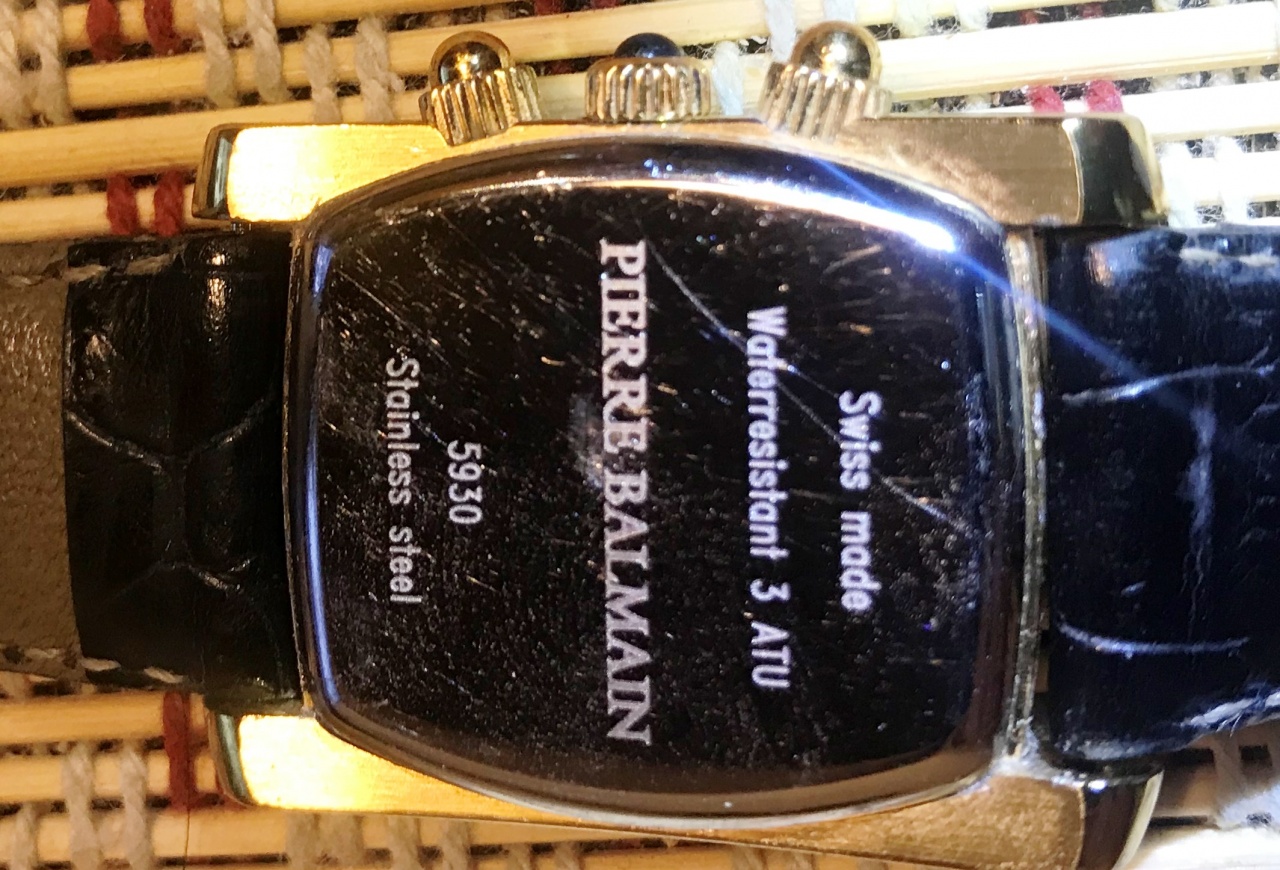 Swiss made
Waterresistant 3 ATU
PIERRE BALMAIN
5930
Stainless steel